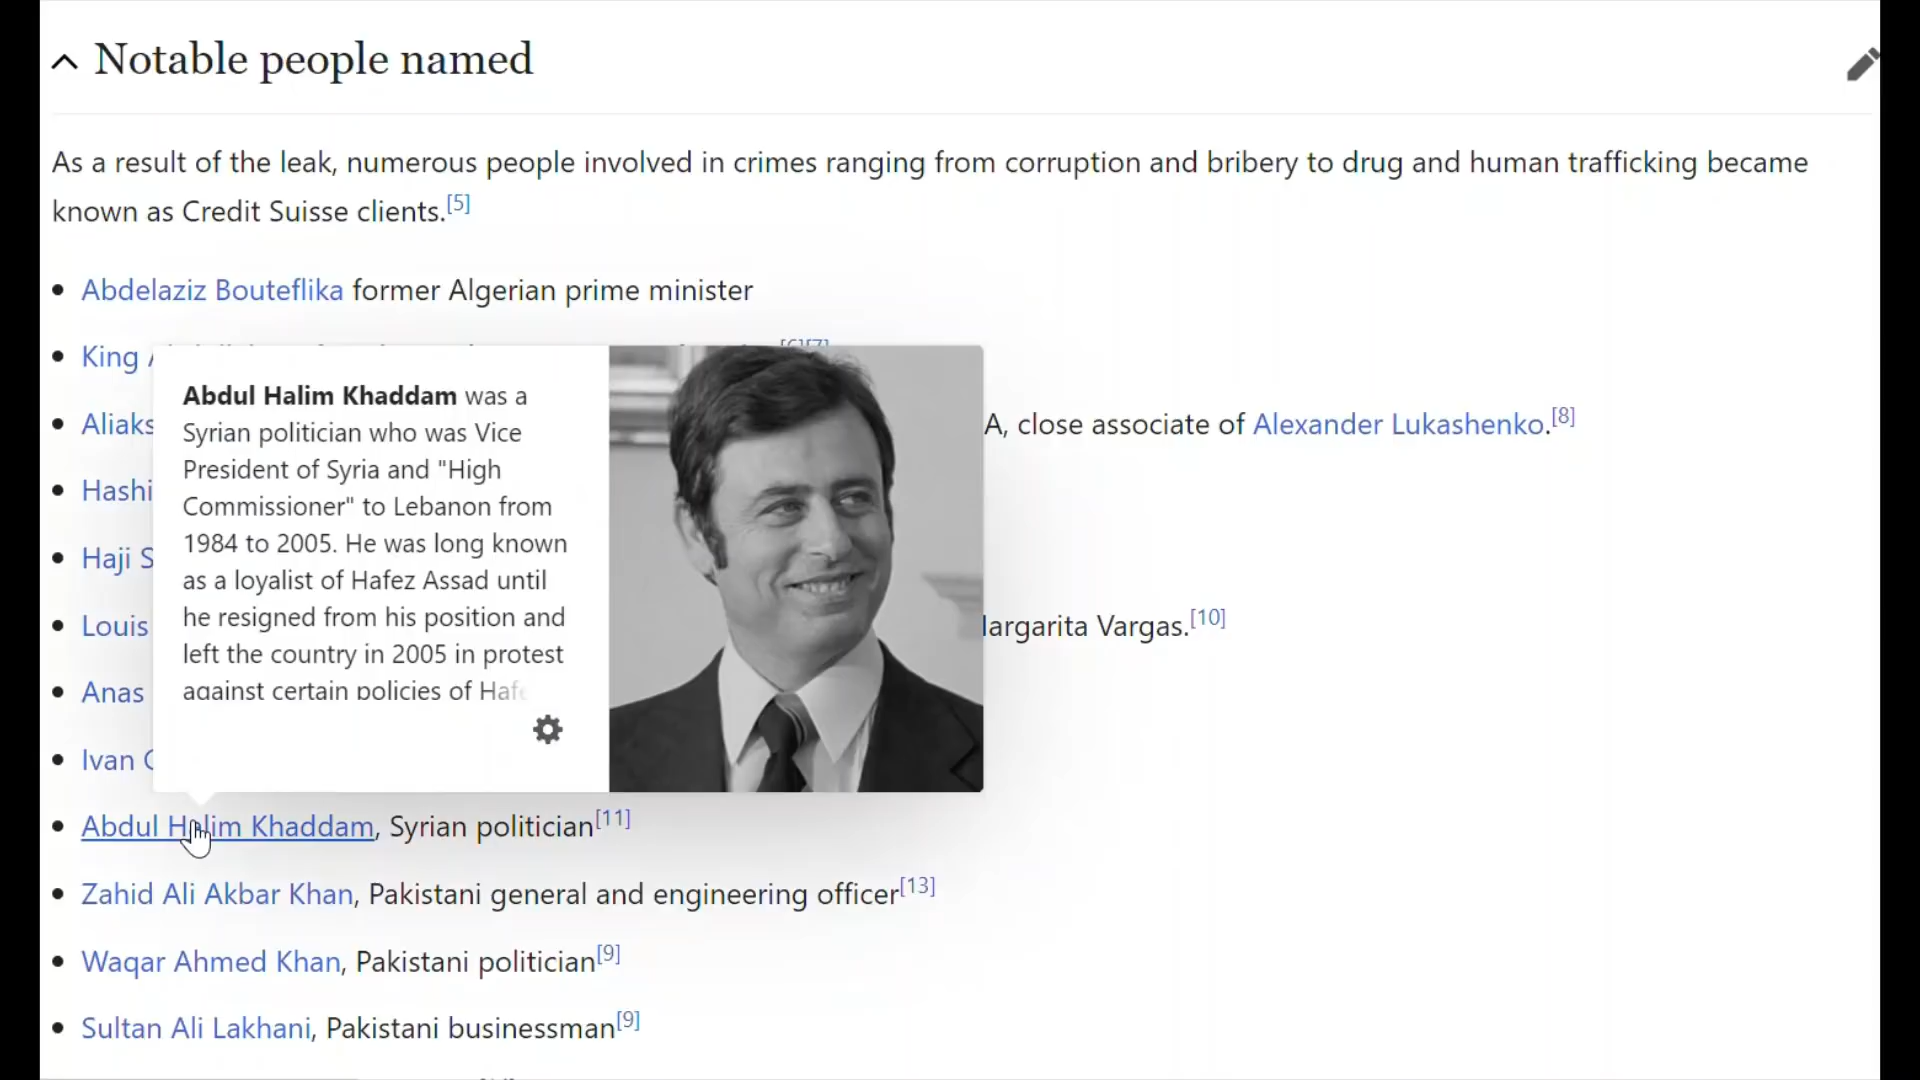 Notable people named
As a result of the leak, numerous people involved in crimes ranging from corruption and bribery to drug and human trafficking became
known as Credit Suisse clients.[5]
Abdelaziz Bouteflika former Algerian prime minister
King
Aliaks A, close associate of Alexander Lukashenko.[8]
Hashi
Haji S
Louis argarita Vargas.[10]
Anas
Ivan
Abdul Halim Khaddam was a
Syrian politician who was Vice
President of Syria and "High
Commissioner" to Lebanon from
1984 to 2005. He was long known
as a loyalist of Hafez Assad until
he resigned from his position and
left the country in 2005 in protest
against certain policies of Hafe
Abdul Halim Khaddam, Syrian politician[11]
Zahid Ali Akbar Khan, Pakistani general and engineering officer[13]
Waqar Ahmed Khan, Pakistani politician[9]
Sultan Ali Lakhani, Pakistani businessman[9]